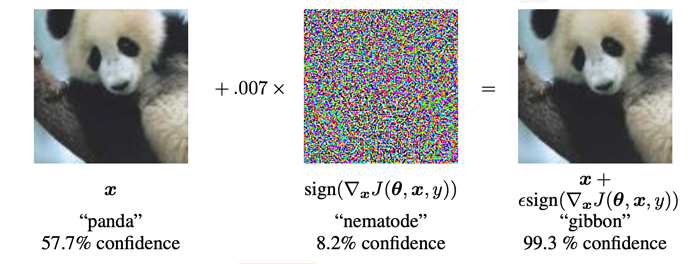 + .007 ×
=
x
sign(∇ₓJ(θ, x, y))
x +
ϵsign(∇ₓJ(θ, x, y))
“panda”
“nematode”
“gibbon”
57.7% confidence
8.2% confidence
99.3 % confidence